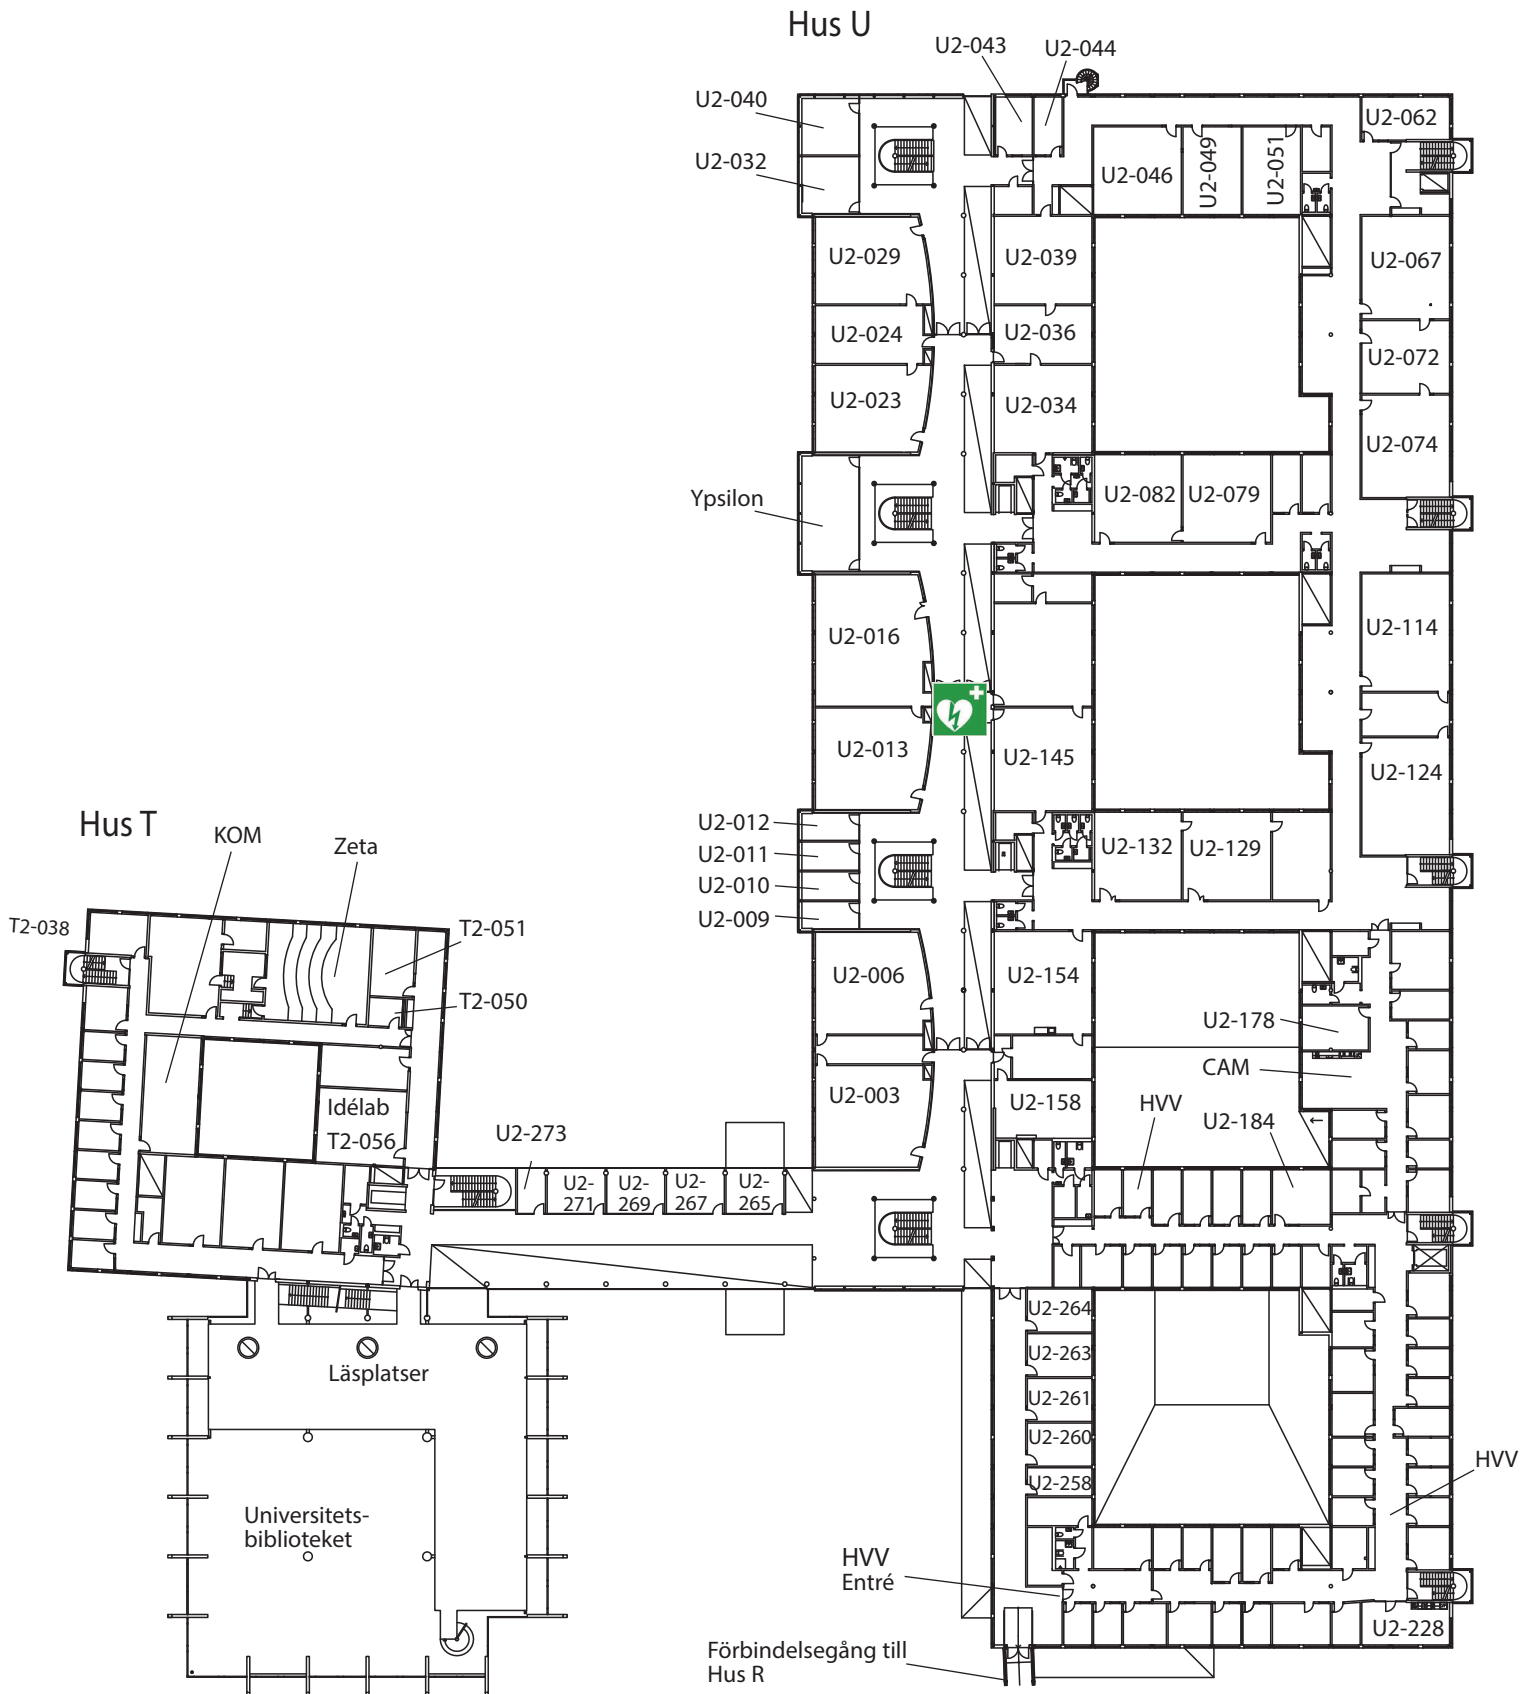 Hus U
U2-043
U2-044
U2-040
U2-062
U2-032
U2-046
U2-049
U2-051
U2-029
U2-039
U2-067
U2-024
U2-036
U2-072
U2-023
U2-034
U2-074
Ypsilon
U2-082
U2-079
U2-016
U2-114
U2-013
U2-145
U2-124
Hus T
KOM
Zeta
U2-012
U2-011
U2-010
U2-009
U2-132
U2-129
T2-038
T2-051
T2-050
U2-006
U2-154
U2-178
CAM
U2-003
U2-158
HVV
U2-184
Idélab
T2-056
U2-273
U2-
271
U2-
269
U2-
267
U2-
265
U2-264
U2-263
U2-261
U2-260
U2-258
Läsplatser
Universitets-
biblioteket
HVV
HVV
Entré
U2-228
Förbindelsegång till
Hus R